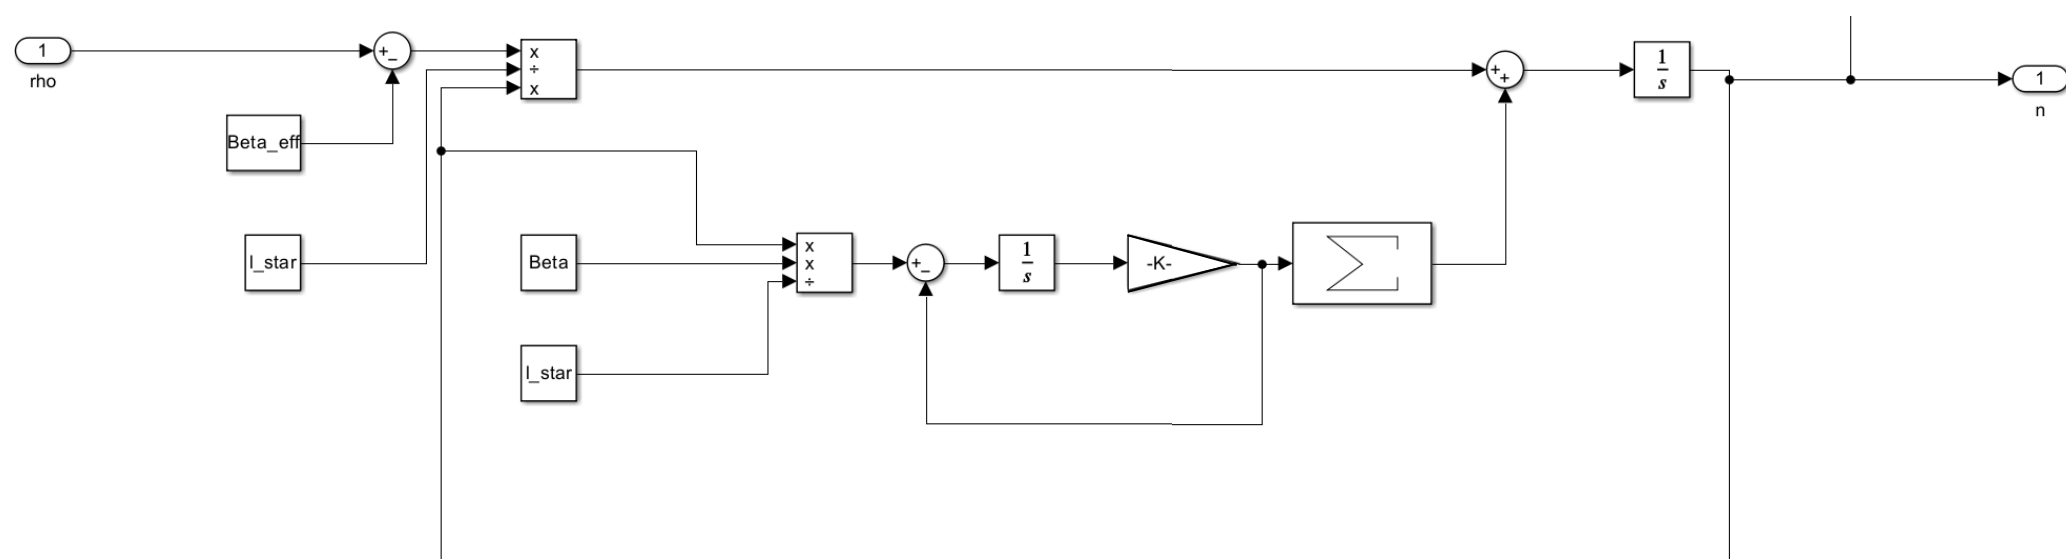 1
rho
+
−
x
÷
x
Beta_eff
l_star
Beta
l_star
x
x
÷
+
−
1
s
-K-
Σ
+
+
1
s
1
n